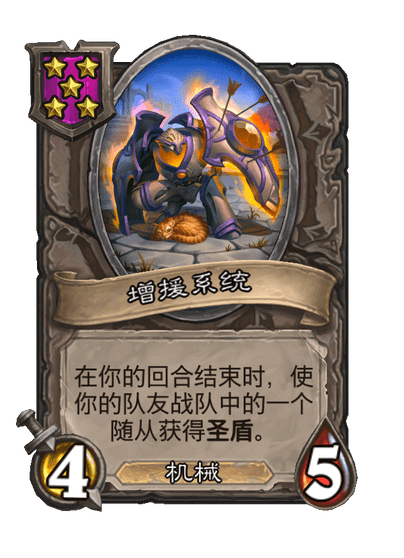 增援系统
在你的回合结束时，使
你的队友战队中的一个
随从获得圣盾。
4
机械
5